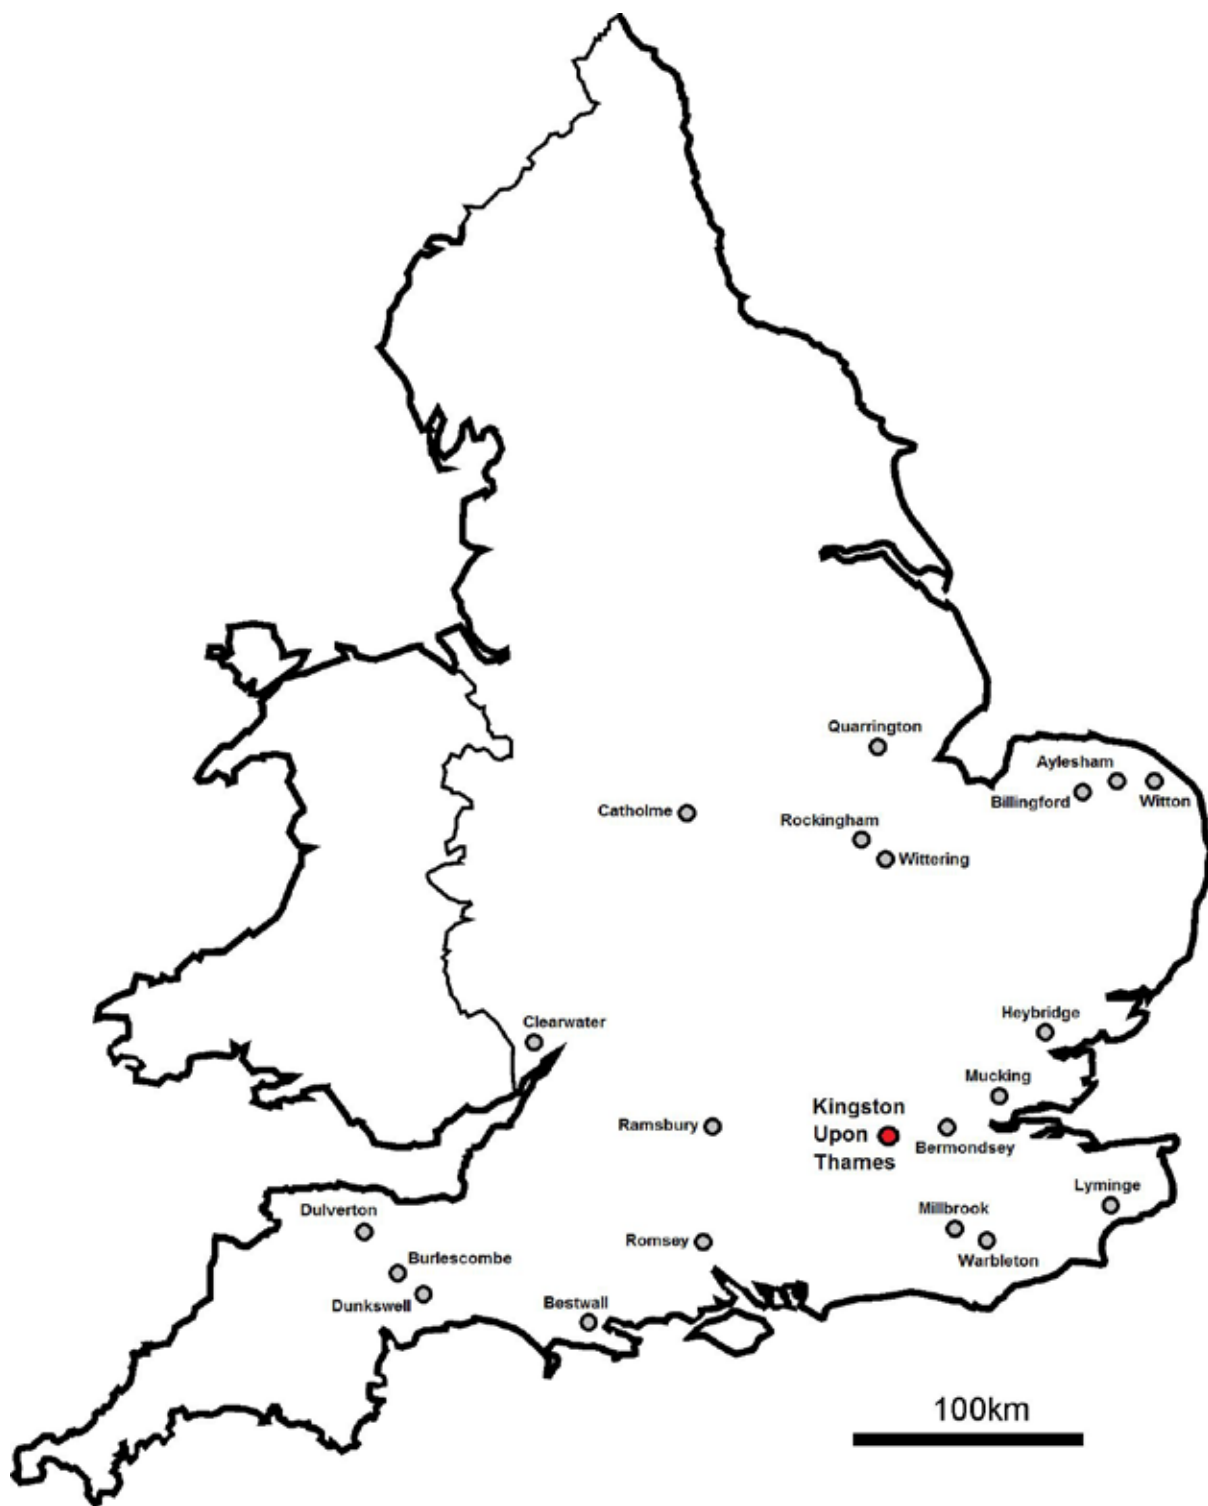 Quarrington
Aylesham
Billingford
Witton
Catholme
Rockingham
Wittering
Heybridge
Clearwater
Mucking
Kingston
Upon
Thames
Ramsbury
Bermondsey
Lyminge
Dulverton
Millbrook
Romsey
Warbleton
Burlescombe
Dunkswell
Bestwall
100km